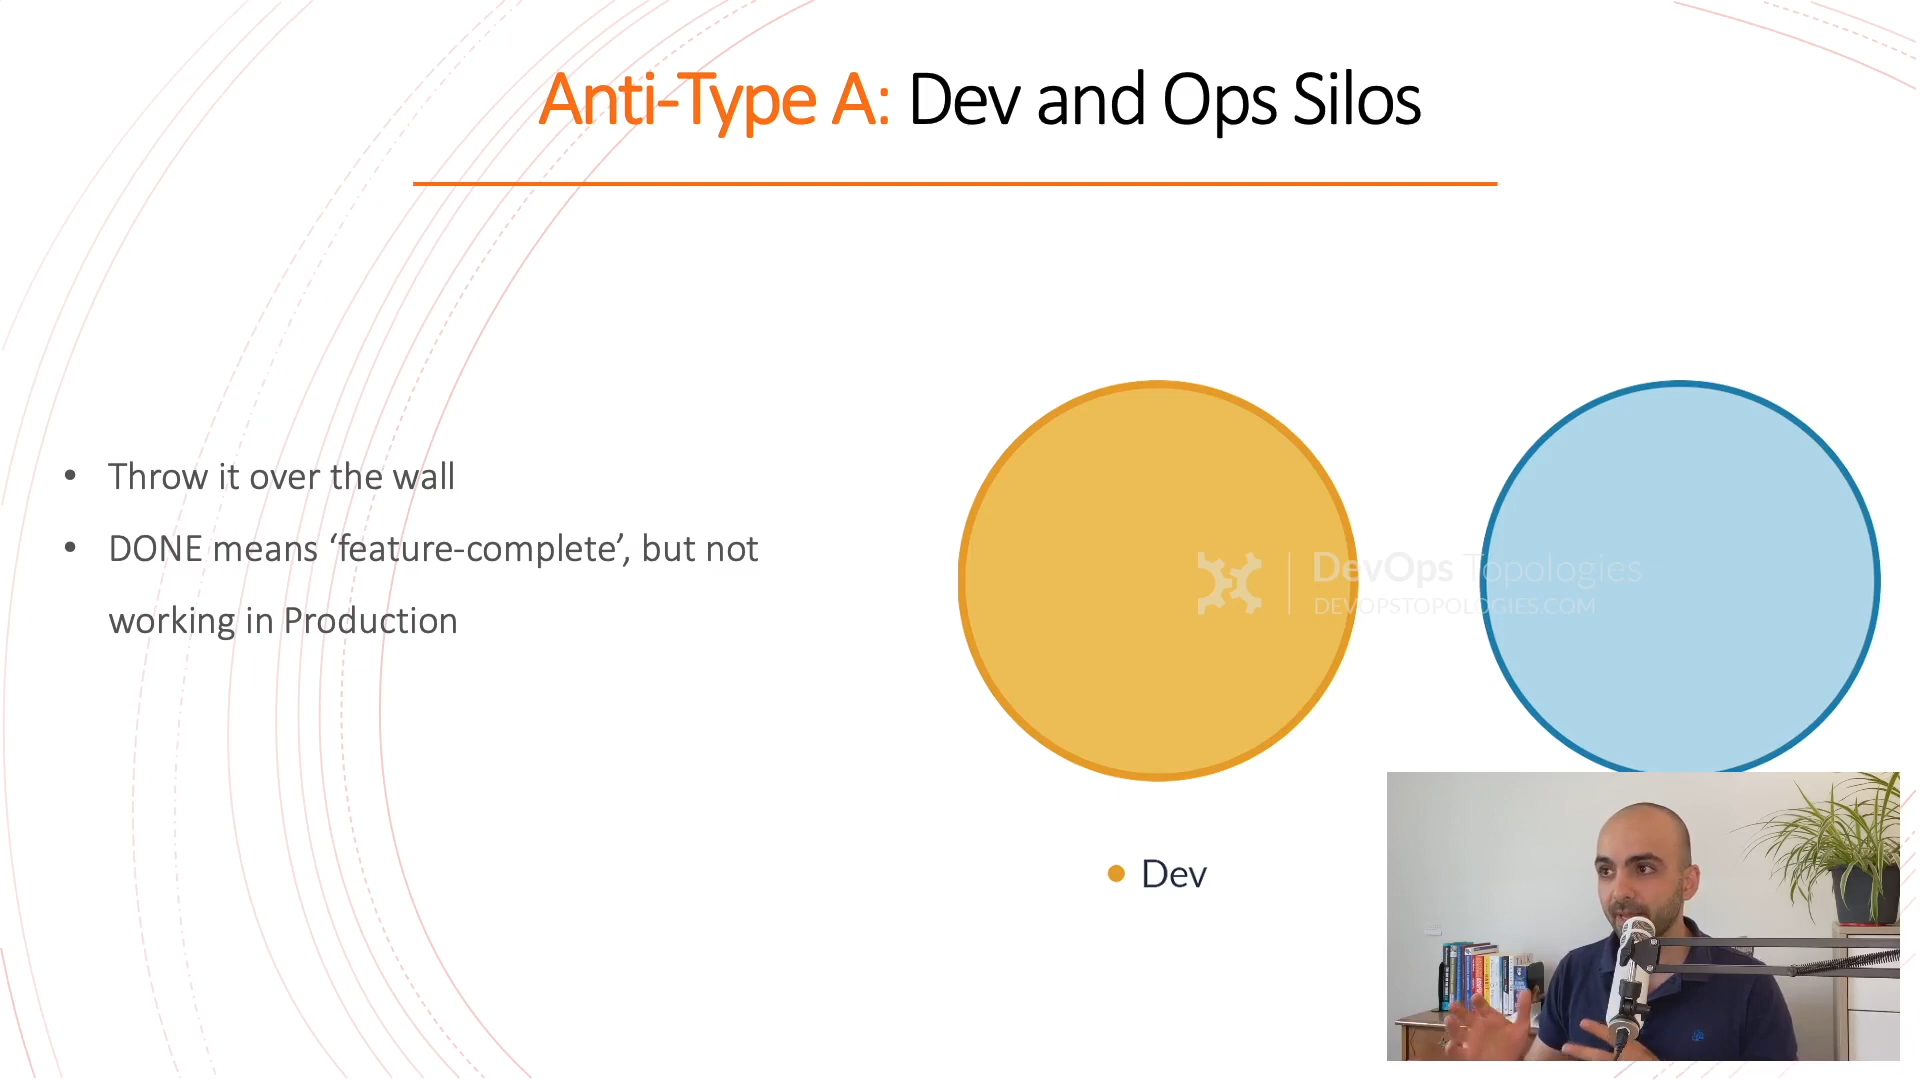 Anti-Type A: Dev and Ops Silos
• Throw it over the wall
• DONE means ‘feature-complete’, but not
working in Production
DevOps Topologies
DEVOPSTOPOLOGIES.COM
Dev